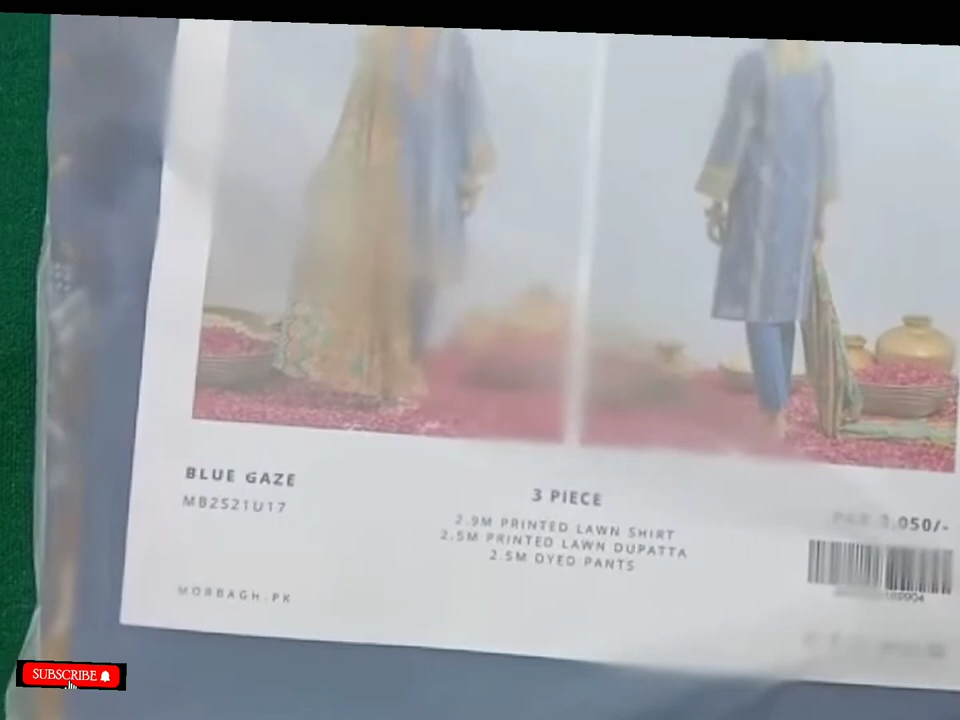 BLUE GAZE
MB2S21U17
3 PIECE
2.9M PRINTED LAWN SHIRT
2.5M PRINTED LAWN DUPATTA
2.5M DYED PANTS
MORBAGH.PK
SUBSCRIBE